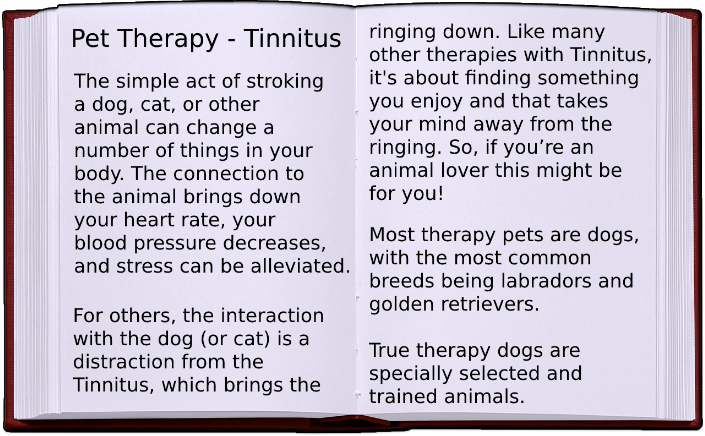 Pet Therapy - Tinnitus
The simple act of stroking
a dog, cat, or other
animal can change a
number of things in your
body. The connection to
the animal brings down
your heart rate, your
blood pressure decreases,
and stress can be alleviated.
For others, the interaction
with the dog (or cat) is a
distraction from the
Tinnitus, which brings the
ringing down. Like many
other therapies with Tinnitus,
it's about finding something
you enjoy and that takes
your mind away from the
ringing. So, if you’re an
animal lover this might be
for you!
Most therapy pets are dogs,
with the most common
breeds being labradors and
golden retrievers.
True therapy dogs are
specially selected and
trained animals.